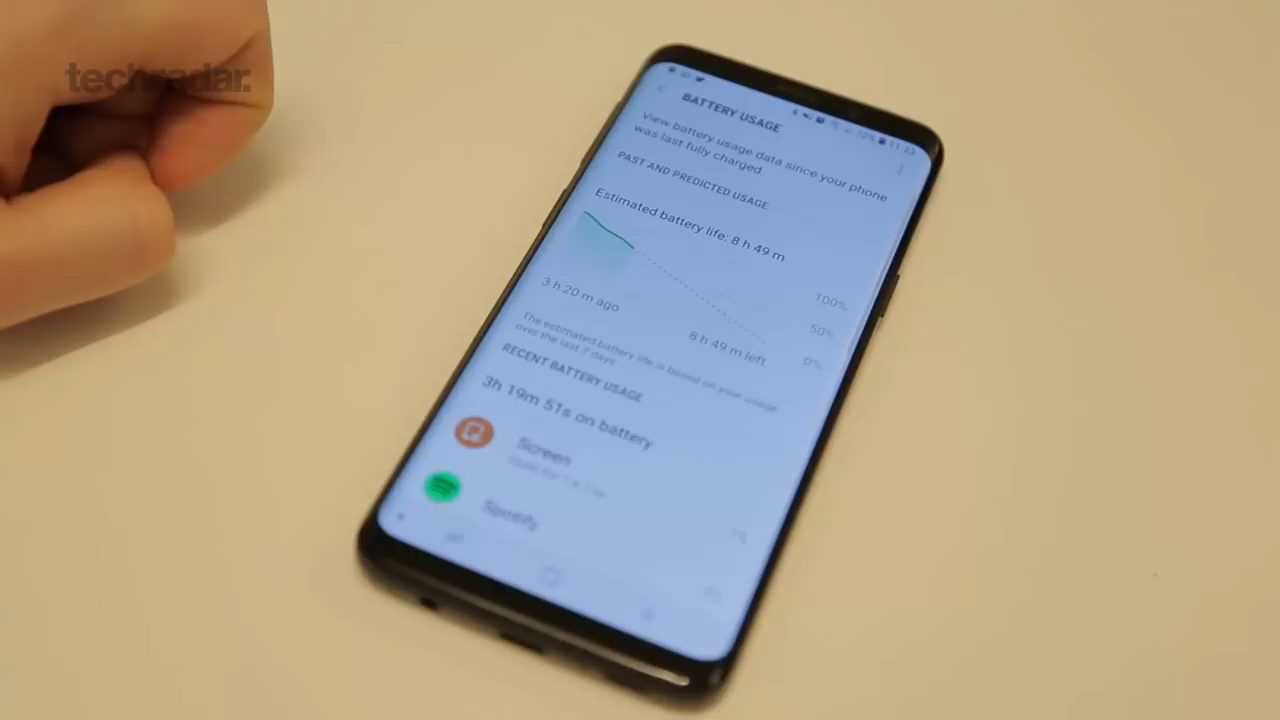 techradar.
11:33
BATTERY USAGE
View battery usage data since your phone
was last fully charged
PAST AND PREDICTED USAGE
Estimated battery life: 8 h 49 m
100%
50%
0%
3 h 20 m ago
8 h 49 m left
The estimated battery life is based on your usage
over the last 7 days.
RECENT BATTERY USAGE
3h 19m 51s on battery
Screen
Spotify